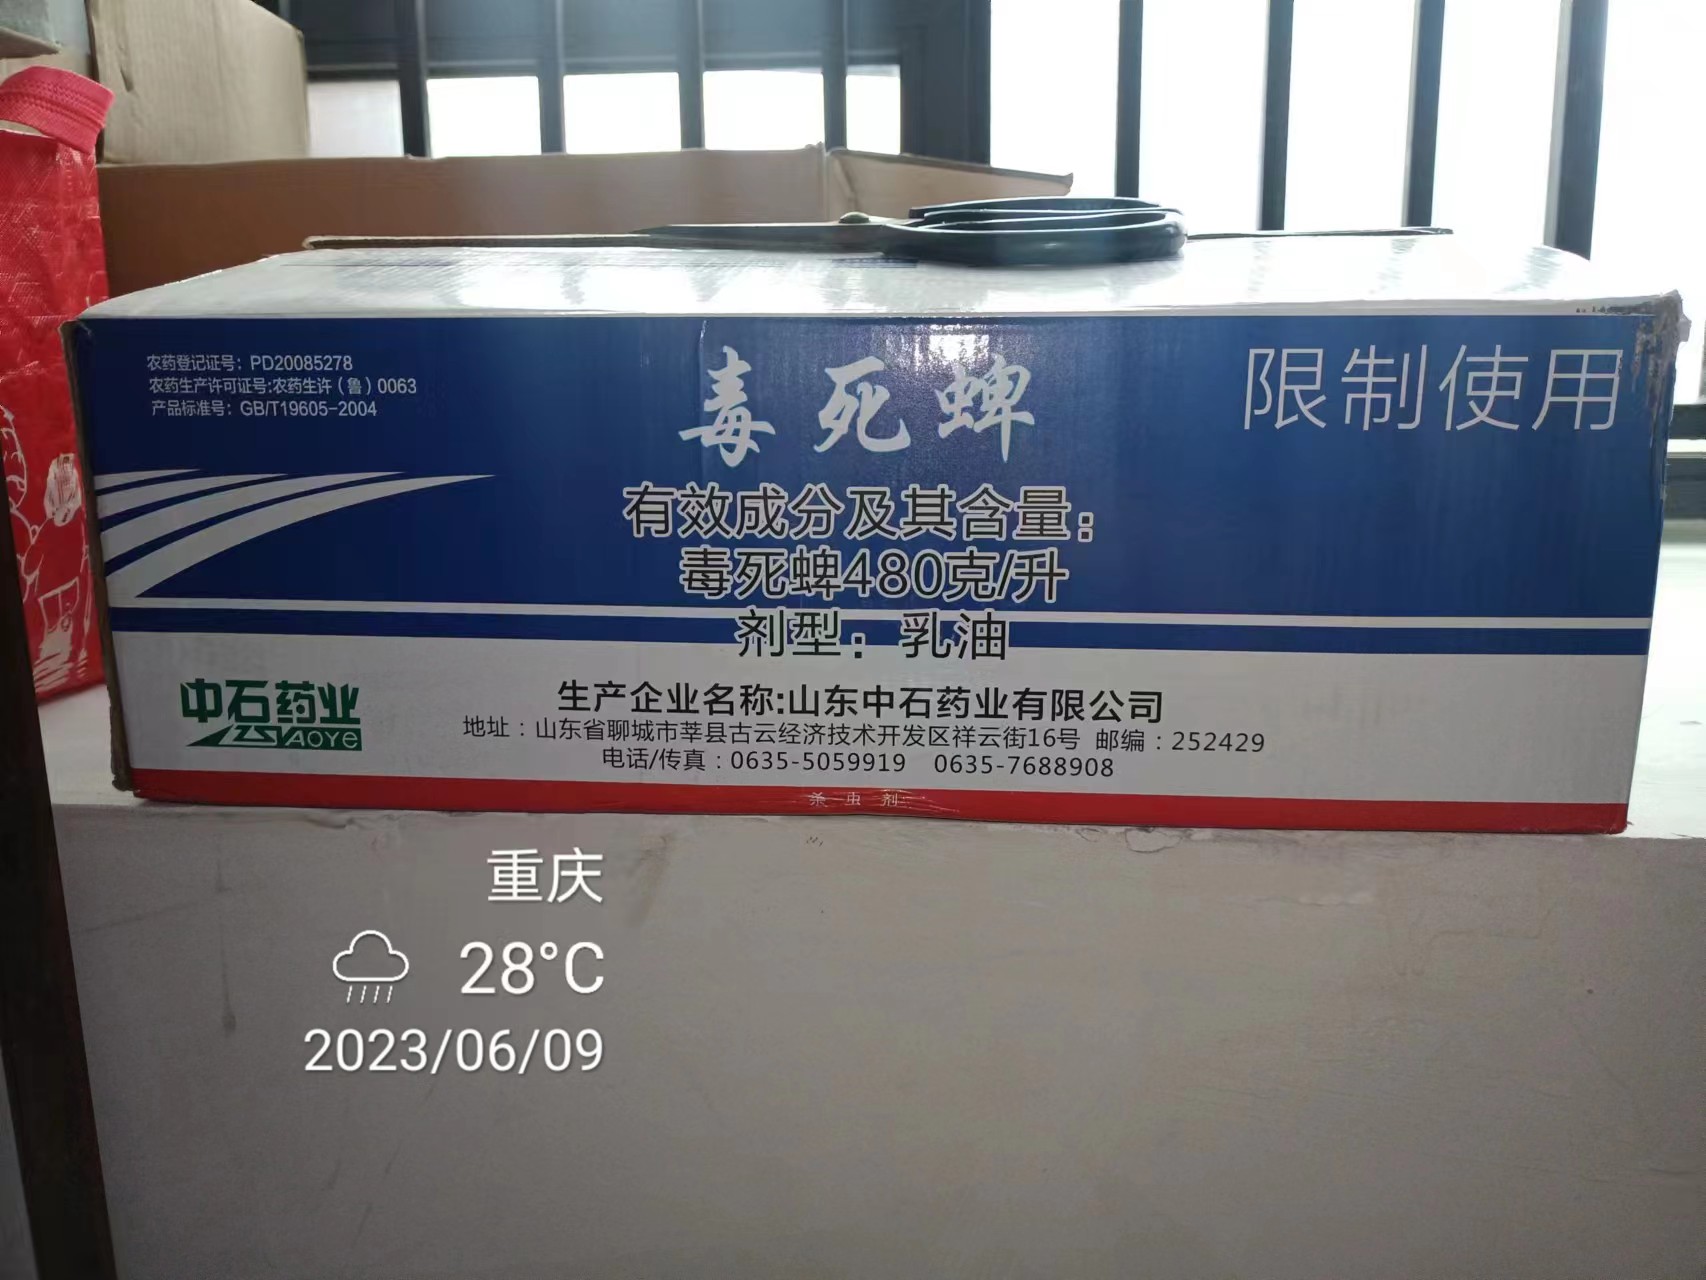 农药登记证号：PD20085278
农药生产许可证号:农药生许（鲁）0063
产品标准号：GB/T19605-2004
毒死蜱
限制使用
有效成分及其含量：
毒死蜱480克/升
剂型：乳油
中石药业
YAOYE
生产企业名称:山东中石药业有限公司
地址：山东省聊城市莘县古云经济技术开发区祥云街16号 邮编：252429
电话/传真：0635-5059919 0635-7688908
杀虫剂
重庆
28°C
2023/06/09